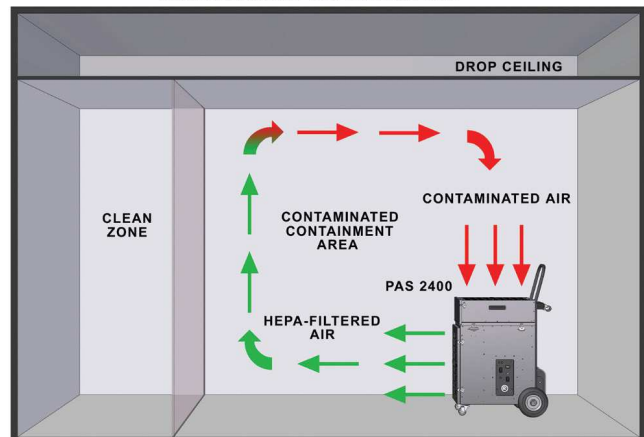 DROP CEILING
CLEAN
ZONE
CONTAMINATED
CONTAINMENT
AREA
CONTAMINATED AIR
PAS 2400
HEPA-FILTERED
AIR